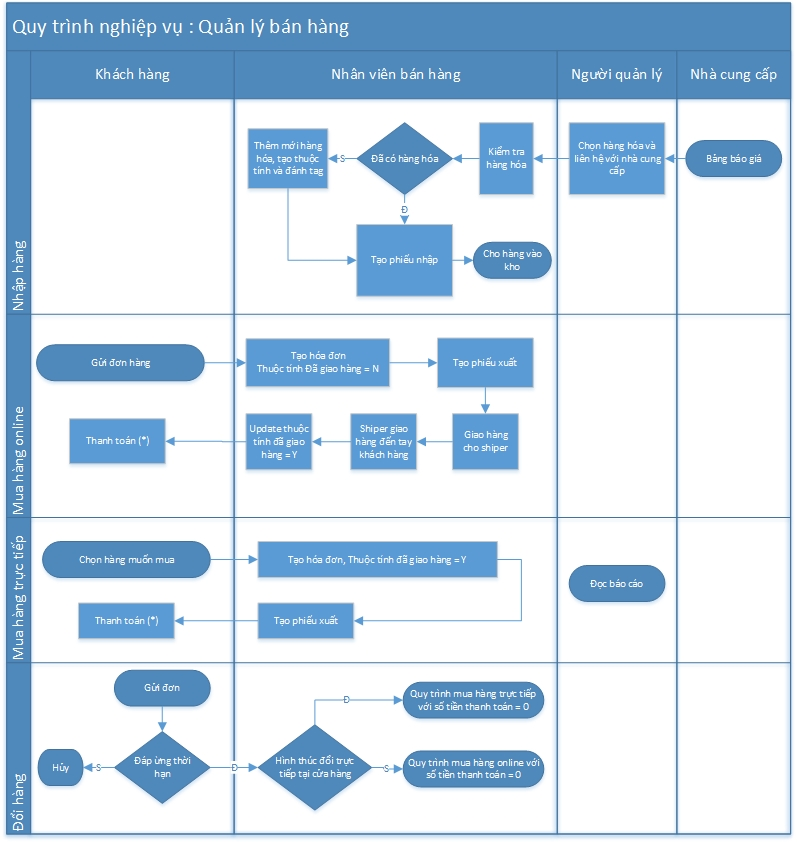 Quy trình nghiệp vụ : Quản lý bán hàng
Khách hàng
Nhân viên bán hàng
Người quản lý
Nhà cung cấp
Nhập hàng
Thêm mới hàng
hóa, tạo thuộc
tính và đánh tag
S
Đã có hàng hóa
Kiểm tra
hàng hóa
Chọn hàng hóa và
liên hệ với nhà cung
cấp
Bảng báo giá
Đ
Tạo phiếu nhập
Cho hàng vào
kho
Mua hàng online
Gửi đơn hàng
Tạo hóa đơn
Thuộc tính Đã giao hàng = N
Tạo phiếu xuất
Thanh toán (*)
Update thuộc
tính đã giao
hàng = Y
Shiper giao
hàng đến tay
khách hàng
Giao hàng
cho shiper
Mua hàng trực tiếp
Chọn hàng muốn mua
Tạo hóa đơn, Thuộc tính đã giao hàng = Y
Đọc báo cáo
Thanh toán (*)
Tạo phiếu xuất
Đổi hàng
Gửi đơn
Đ
Quy trình mua hàng trực tiếp
với số tiền thanh toán = 0
Hủy
S
Đáp ừng thời
hạn
Đ
Hình thúc đổi trực
tiếp tại cửa hàng
S
Quy trình mua hàng online với
số tiền thanh toán = 0